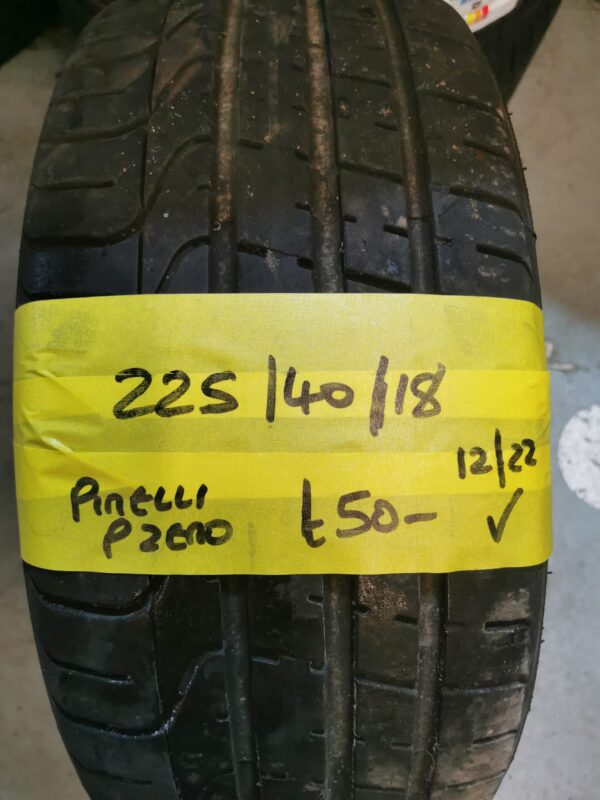 225/40/18
12/22
Pirelli £50- ✓
P Zero